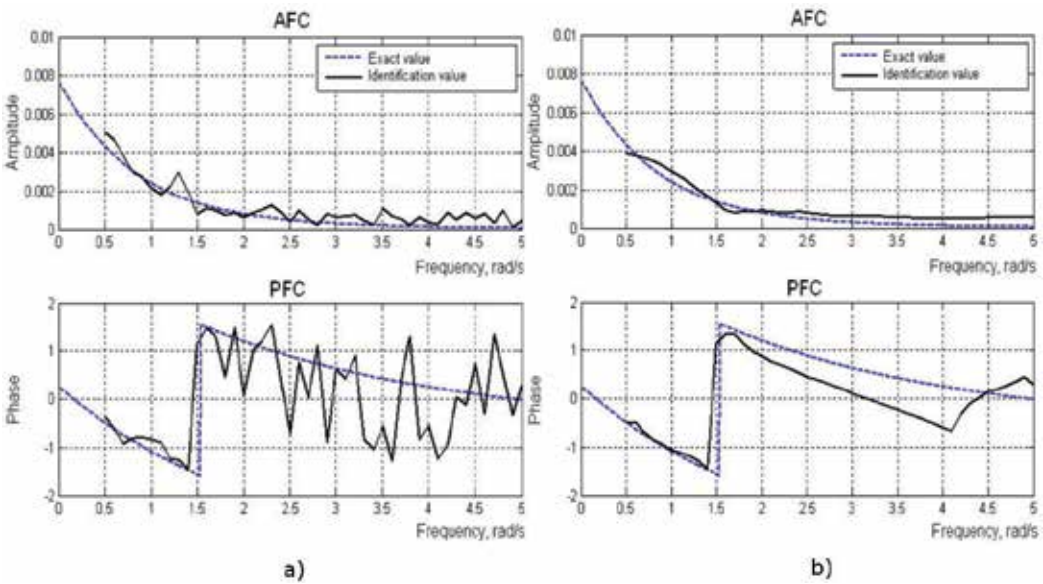 AFC
0.01
0.008
0.006
0.004
0.002
0
Amplitude
Exact value
Identification value
0 0.5 1 1.5 2 2.5 3 3.5 4 4.5 5
Frequency, rad/s
PFC
2
1
0
-1
-2
Phase
0 0.5 1 1.5 2 2.5 3 3.5 4 4.5 5
Frequency, rad/s
a)
AFC
0.01
0.008
0.006
0.004
0.002
0
Amplitude
Exact value
Identification value
0 0.5 1 1.5 2 2.5 3 3.5 4 4.5 5
Frequency, rad/s
PFC
2
1
0
-1
-2
Phase
0 0.5 1 1.5 2 2.5 3 3.5 4 4.5 5
Frequency, rad/s
b)